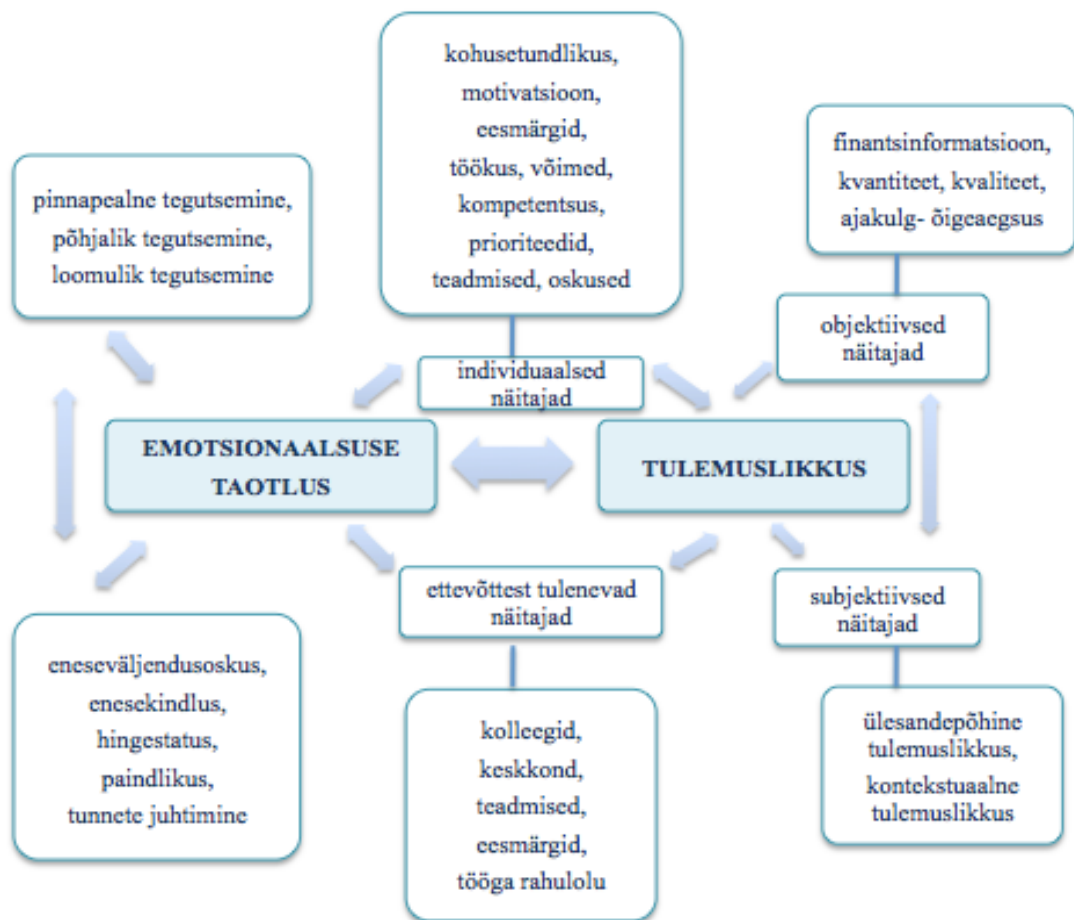 kohusetundlikus,
motivatsioon,
eesmärgid,
töökus, võimed,
kompetentsus,
prioriteedid,
teadmised, oskused
finantsinformatsioon,
kvantiteet, kvaliteet,
ajakulg- õigeaegsus
pinnapealne tegutsemine,
põhjalik tegutsemine,
loomulik tegutsemine
objektiivsed
näitajad
individuaalsed
näitajad
EMOTSIONAALSUSE
TAOTLUS
TULEMUSLIKKUS
ettevõttest tulenevad
näitajad
subjektiivsed
näitajad
eneseväljendusoskus,
enesekindlus,
hingestatus,
paindlikus,
tunnete juhtimine
kolleegid,
keskkond,
teadmised,
eesmärgid,
tööga rahulolu
ülesandepõhine
tulemuslikkus,
kontekstuaalne
tulemuslikkus